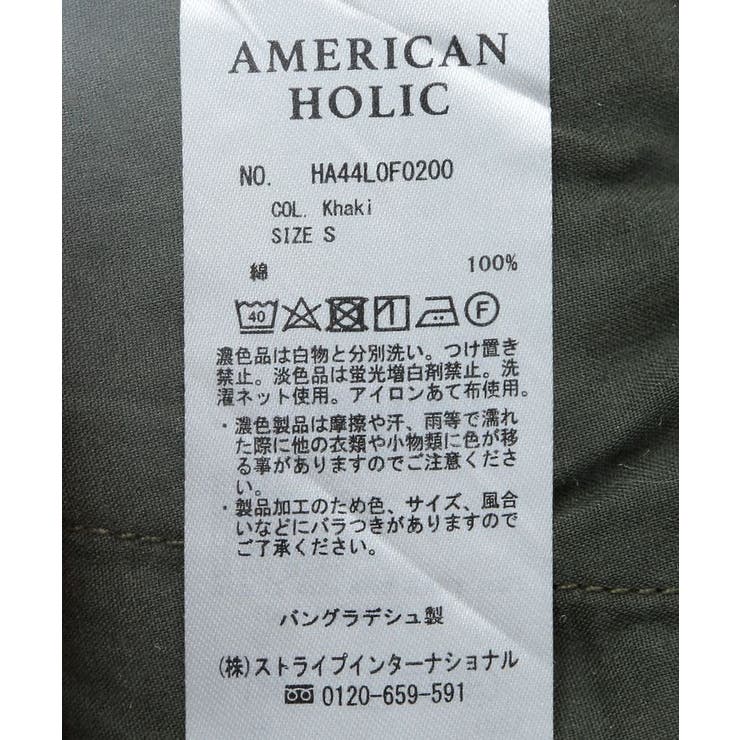 AMERICAN
HOLIC
NO. HA44L0F0200
COL. Khaki
SIZE S
綿 100%
40 F
濃色品は白物と分別洗い。つけ置き
禁止。淡色品は蛍光増白剤禁止。洗
濯ネット使用。アイロンあて布使用。
・濃色製品は摩擦や汗、雨等で濡れ
た際に他の衣類や小物類に色が移
る事がありますのでご注意くださ
い。
・製品加工のため色、サイズ、風合
いなどにバラつきがありますので
ご了承ください。
バングラデシュ製
(株)ストライプインターナショナル
0120-659-591